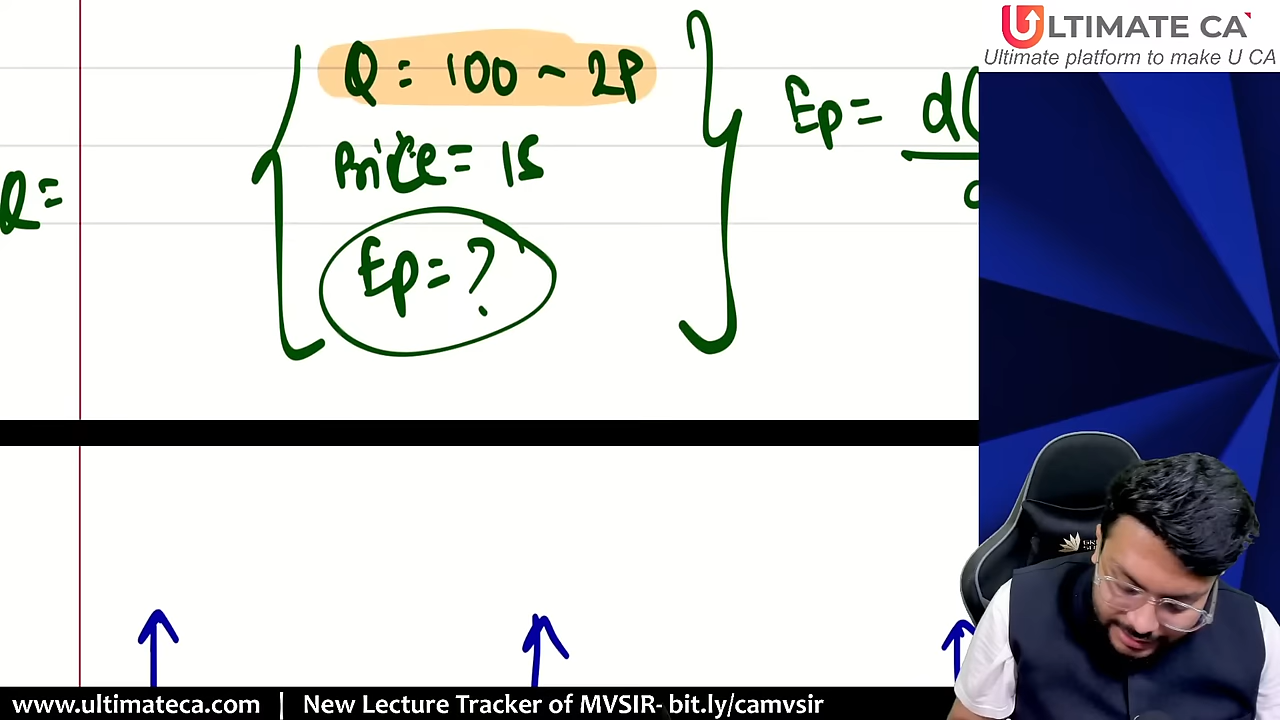 ULTIMATE CA
Ultimate platform to make U CA
Q = 100 - 2P
Price = 15
Ep = ?
Ep = d
Q =
www.ultimateca.com | New Lecture Tracker of MVSIR- bit.ly/camvsir